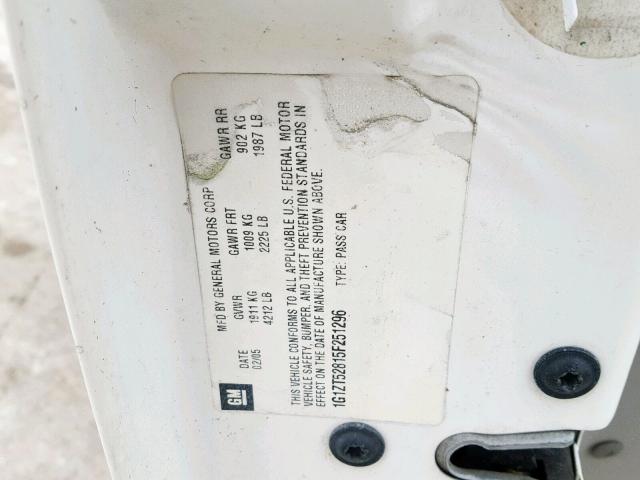 MFD BY GENERAL MOTORS CORP
DATE GVWR GAWR FRT GAWR RR
02/05 1911 KG 1009 KG 902 KG
4212 LB 2225 LB 1987 LB
THIS VEHICLE CONFORMS TO ALL APPLICABLE U.S. FEDERAL MOTOR
VEHICLE SAFETY, BUMPER, AND THEFT PREVENTION STANDARDS IN
EFFECT ON THE DATE OF MANUFACTURE SHOWN ABOVE.
1G1ZT52815F251296 TYPE: PASS CAR
GM